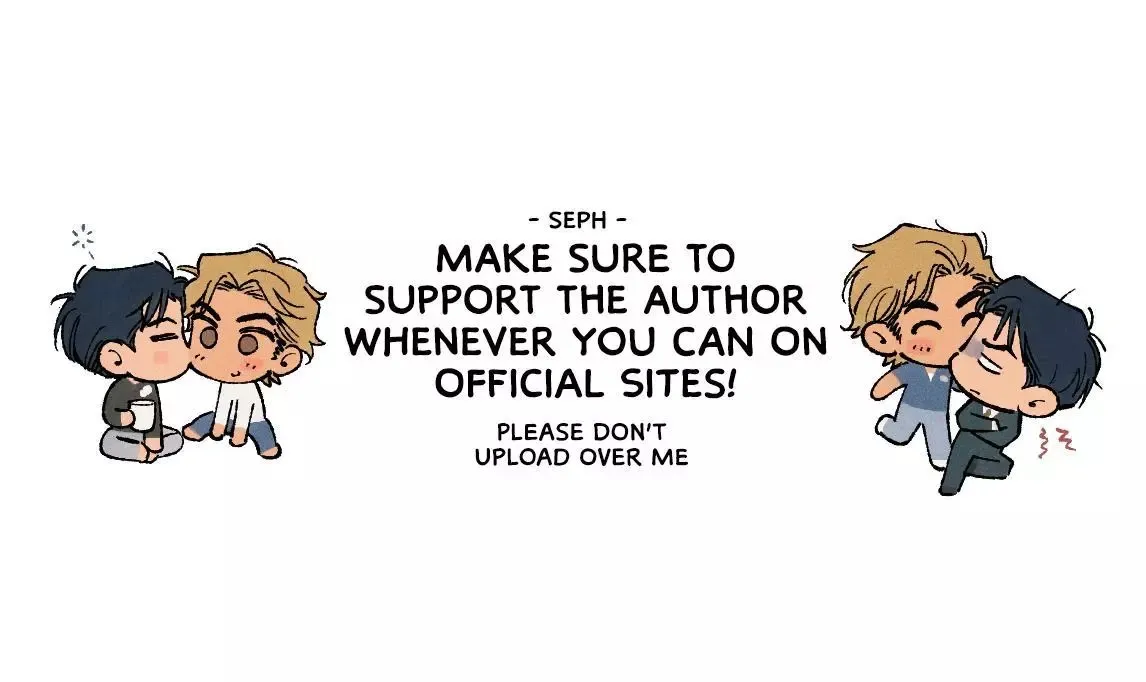 - SEPH -
MAKE SURE TO
SUPPORT THE AUTHOR
WHENEVER YOU CAN ON
OFFICIAL SITES!
PLEASE DON'T
UPLOAD OVER ME